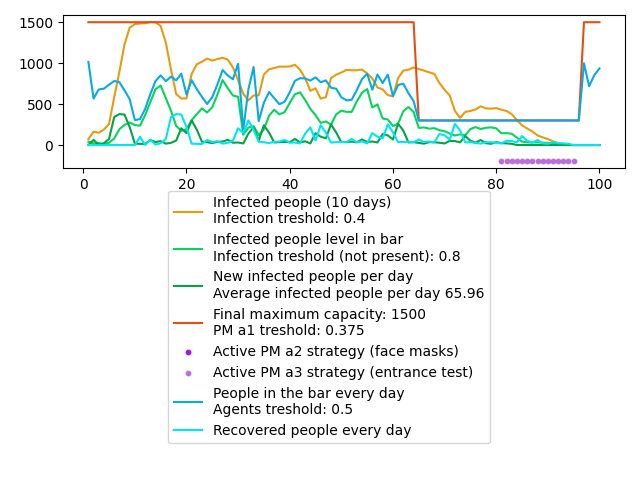 1500
1000
500
0
0
20
40
60
80
100
Infected people (10 days)
Infection treshold: 0.4
Infected people level in bar
Infection treshold (not present): 0.8
New infected people per day
Average infected people per day 65.96
Final maximum capacity: 1500
PM a1 treshold: 0.375
Active PM a2 strategy (face masks)
Active PM a3 strategy (entrance test)
People in the bar every day
Agents treshold: 0.5
Recovered people every day